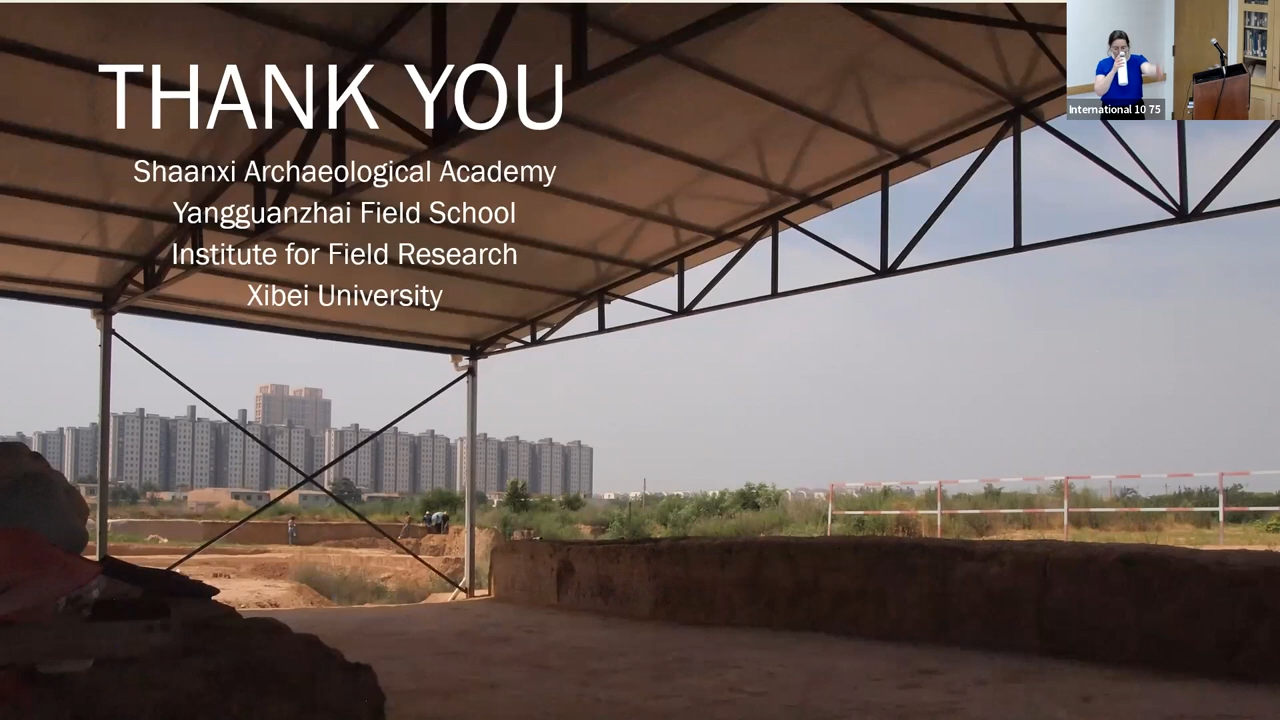 THANK YOU
Shaanxi Archaeological Academy
Yangguanzhai Field School
Institute for Field Research
Xibei University
International 10 75